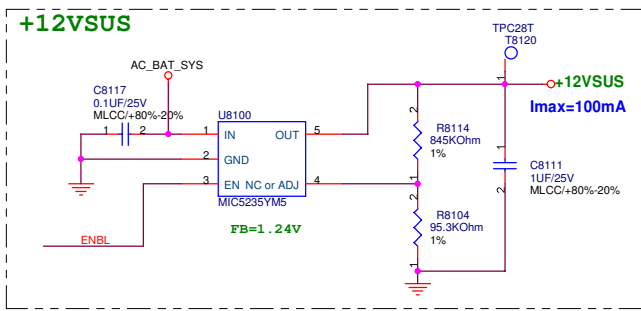 +12VSUS
TPC28T
T8120
AC_BAT_SYS
1
+12VSUS
Imax=100mA
C8117
0.1UF/25V
MLCC/+80%-20%
1 2
U8100
1 IN OUT 5
2 GND
3 EN NC or ADJ 4
MIC5235YM5
FB=1.24V
ENBL
2
R8114
845KOhm
1%
1
2
R8104
95.3KOhm
1%
1
1
C8111
1UF/25V
MLCC/+80%-20%
2